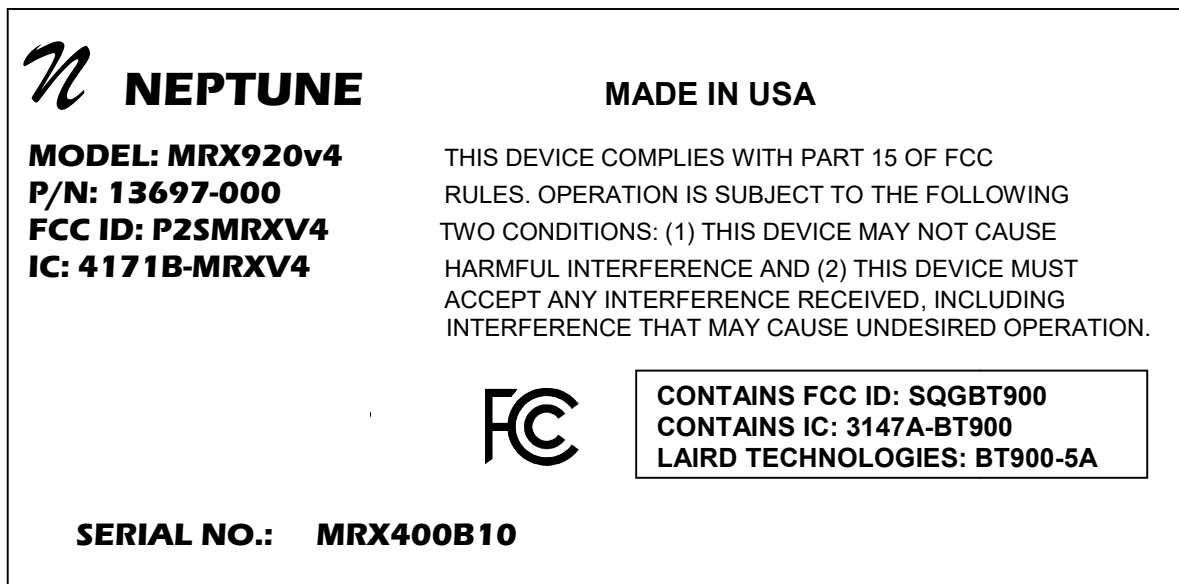 N NEPTUNE
MADE IN USA
MODEL: MRX920v4
P/N: 13697-000
FCC ID: P2SMRXV4
IC: 4171B-MRXV4
THIS DEVICE COMPLIES WITH PART 15 OF FCC
RULES. OPERATION IS SUBJECT TO THE FOLLOWING
TWO CONDITIONS: (1) THIS DEVICE MAY NOT CAUSE
HARMFUL INTERFERENCE AND (2) THIS DEVICE MUST
ACCEPT ANY INTERFERENCE RECEIVED, INCLUDING
INTERFERENCE THAT MAY CAUSE UNDESIRED OPERATION.
FC
CONTAINS FCC ID: SQGBT900
CONTAINS IC: 3147A-BT900
LAIRD TECHNOLOGIES: BT900-5A
SERIAL NO.: MRX400B10